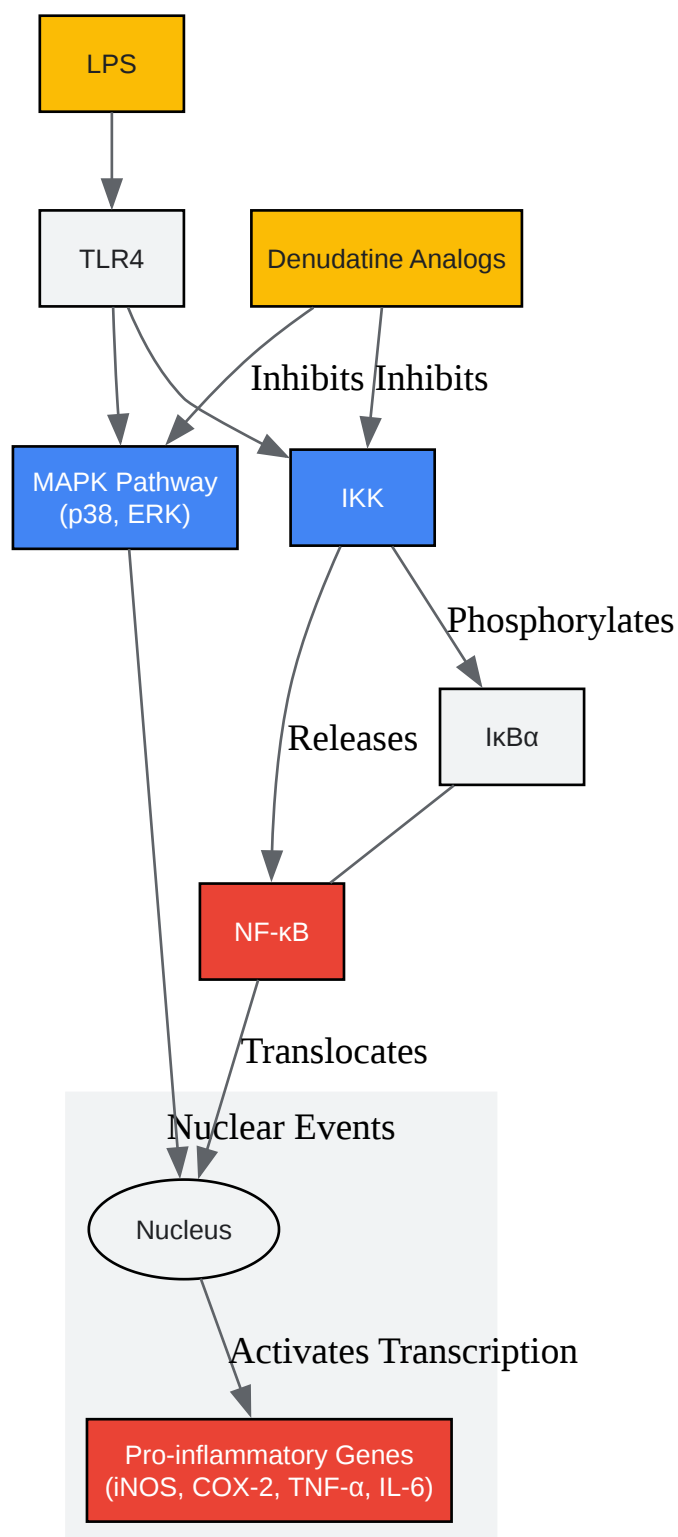 LPS
TLR4
Denudatine Analogs
Inhibits
Inhibits
MAPK Pathway
(p38, ERK)
IKK
Phosphorylates
Releases
IκBα
NF-κB
Translocates
Nuclear Events
Nucleus
Activates Transcription
Pro-inflammatory Genes
(iNOS, COX-2, TNF-α, IL-6)